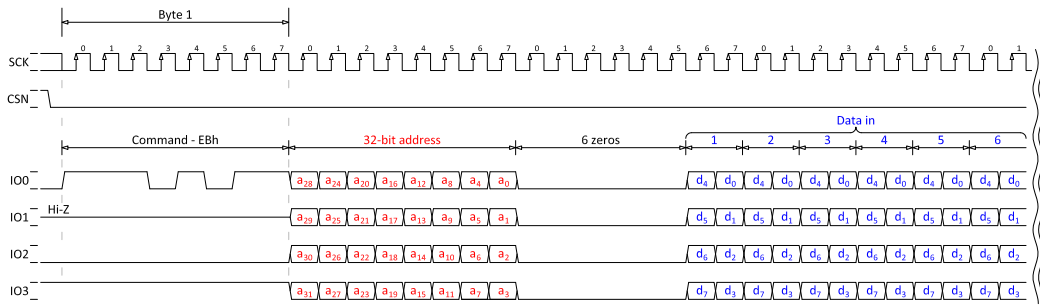 Byte 1
0 1 2 3 4 5 6 7 0 1 2 3 4 5 6 7 0 1 2 3 4 5 6 7 0 1 2 3 4 5 6 7 0 1
SCK
CSN
Data in
Command - EBh 32-bit address 6 zeros 1 2 3 4 5 6
IO0 a28 a24 a20 a16 a12 a8 a4 a0 d4 d0 d4 d0 d4 d0 d4 d0 d4 d0 d4 d0
Hi-Z
IO1 a29 a25 a21 a17 a13 a9 a5 a1 d5 d1 d5 d1 d5 d1 d5 d1 d5 d1 d5 d1
IO2 a30 a26 a22 a18 a14 a10 a6 a2 d6 d2 d6 d2 d6 d2 d6 d2 d6 d2 d6 d2
IO3 a31 a27 a23 a19 a15 a11 a7 a3 d7 d3 d7 d3 d7 d3 d7 d3 d7 d3 d7 d3